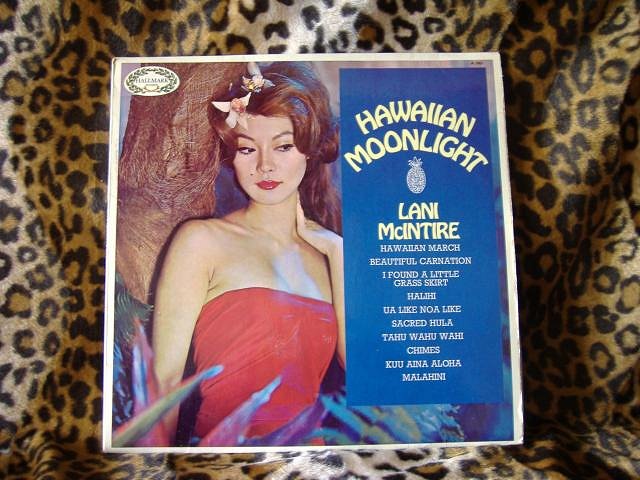 HALLMARK
HAWAIIAN
MOONLIGHT
LANI
McINTIRE
HAWAIIAN MARCH
BEAUTIFUL CARNATION
I FOUND A LITTLE
GRASS SKIRT
HALIHI
UA LIKE NOA LIKE
SACRED HULA
TAHU WAHU WAHI
CHIMES
KUU AINA ALOHA
MALAHINI